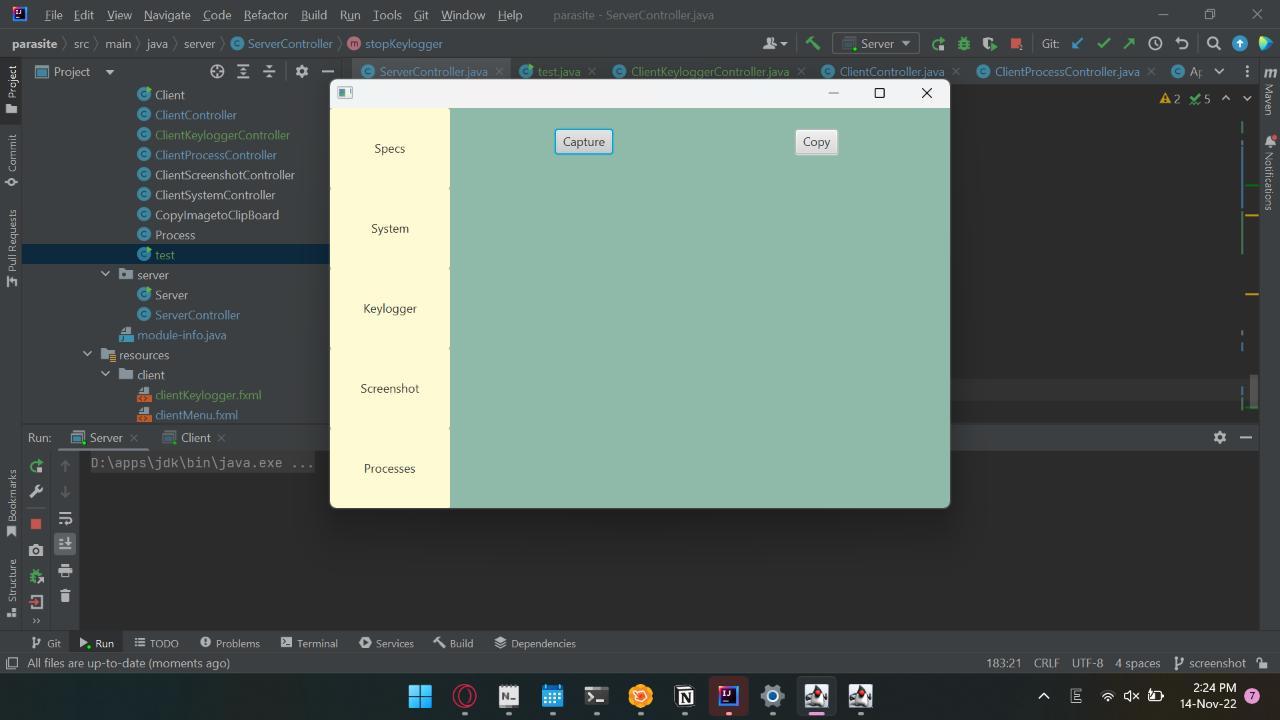 File Edit View Navigate Code Refactor Build Run Tools Git Window Help parasite - ServerController.java
parasite src main java server ServerController stopKeylogger Server Git:
Project ServerController.java test.java ClientKeyloggerController.java ClientController.java ClientProcessController.java
Client
ClientController
ClientKeyloggerController
ClientProcessController
ClientScreenshotController
ClientSystemController
CopyImagetoClipBoard
Process
test
server
Server
ServerController
module-info.java
resources
client
clientKeylogger.fxml
clientMenu.fxml
Project
Commit
Pull Requests
Bookmarks
Structure
Maven
Notifications
2 5
Specs
System
Keylogger
Screenshot
Processes
Capture Copy
Run: Server Client
D:\apps\jdk\bin\java.exe ...
Git Run TODO Problems Terminal Services Build Dependencies
All files are up-to-date (moments ago) 183:21 CRLF UTF-8 4 spaces screenshot
E 2:24 PM
14-Nov-22 7